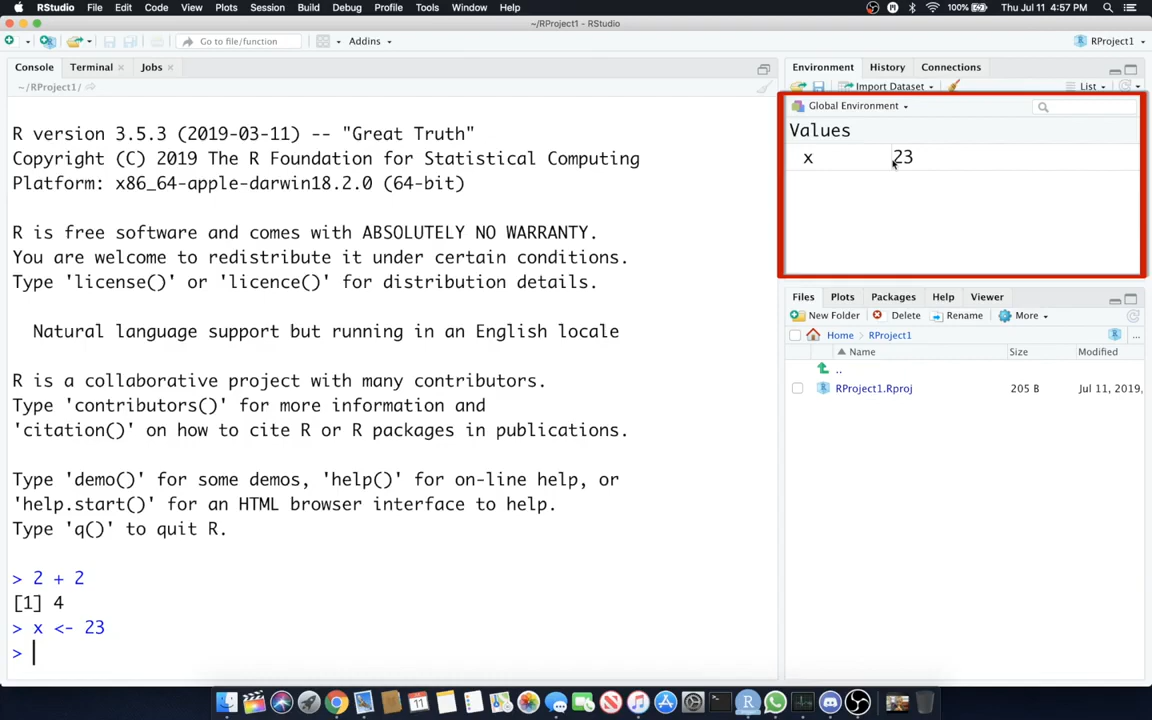 RStudio File Edit Code View Plots Session Build Debug Profile Tools Window Help 100% Thu Jul 11 4:57 PM
~/RProject1 - RStudio
Go to file/function Addins RProject1
Console Terminal Jobs
~/RProject1/
R version 3.5.3 (2019-03-11) -- "Great Truth"
Copyright (C) 2019 The R Foundation for Statistical Computing
Platform: x86_64-apple-darwin18.2.0 (64-bit)
R is free software and comes with ABSOLUTELY NO WARRANTY.
You are welcome to redistribute it under certain conditions.
Type 'license()' or 'licence()' for distribution details.
Natural language support but running in an English locale
R is a collaborative project with many contributors.
Type 'contributors()' for more information and
'citation()' on how to cite R or R packages in publications.
Type 'demo()' for some demos, 'help()' for on-line help, or
'help.start()' for an HTML browser interface to help.
Type 'q()' to quit R.
> 2 + 2
[1] 4
> x <- 23
>
Environment History Connections
Import Dataset List
Global Environment
Values
x 23
Files Plots Packages Help Viewer
New Folder Delete Rename More
Home RProject1
Name Size Modified
..
RProject1.Rproj 205 B Jul 11, 2019,